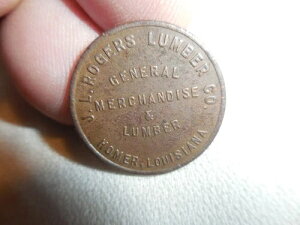 J. L. ROGERS LUMBER CO
GENERAL
MERCHANDISE
&
LUMBER
HOMER, LOUISIANA